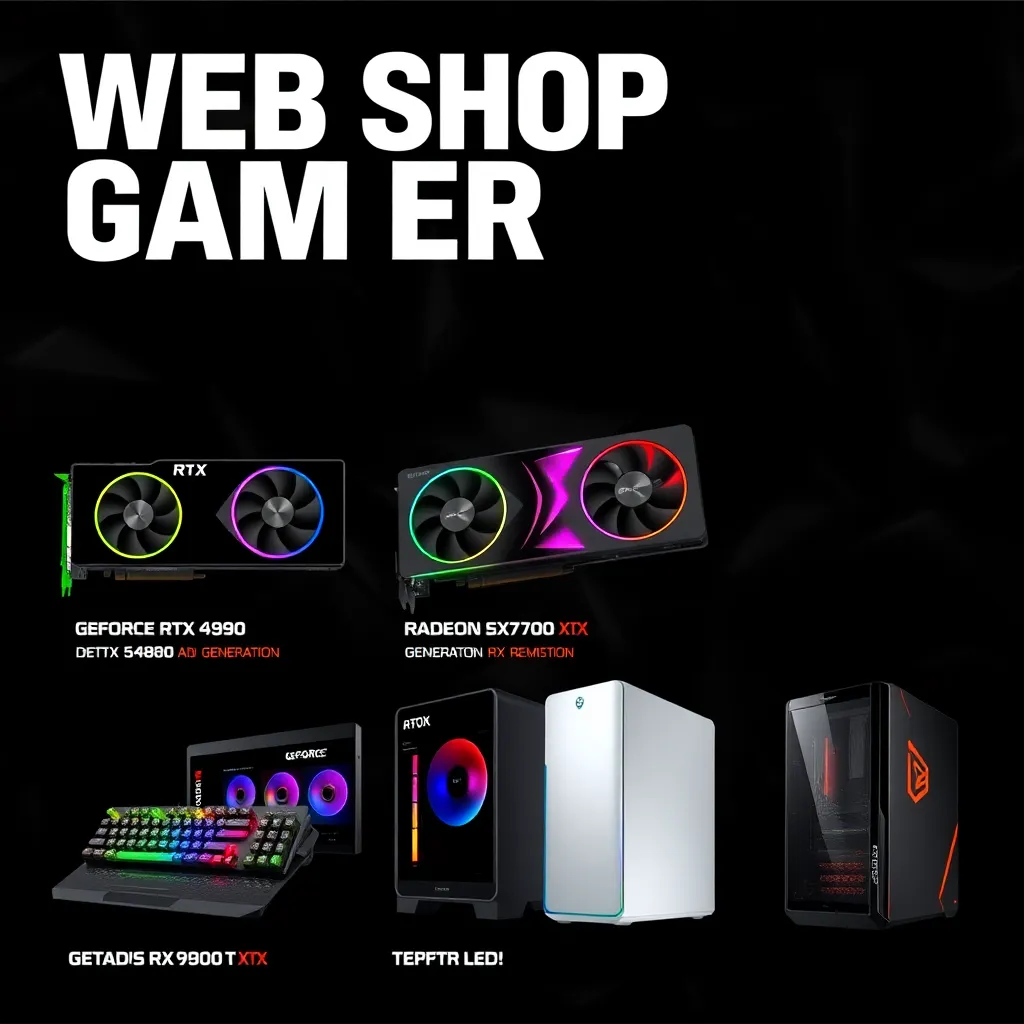 WEB SHOP
GAM ER
RTX
GEFORCE RTX 4990
DETTX 54880 ADI GENERATION
RADEON SX7700 XTX
GENERATON RX REMISTION
GEFORCE
RTOX
GETADIS RX 9900 T XTX
TEPFTR LED!